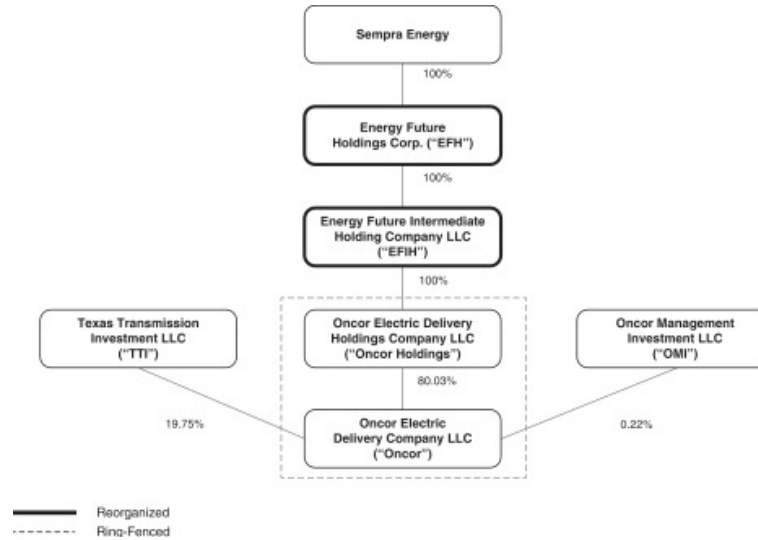 Sempra Energy
100%
Energy Future
Holdings Corp. (“EFH”)
100%
Energy Future Intermediate
Holding Company LLC
(“EFIH”)
100%
Texas Transmission
Investment LLC
(“TTI”)
Oncor Electric Delivery
Holdings Company LLC
(“Oncor Holdings”)
Oncor Management
Investment LLC
(“OMI”)
80.03%
19.75%
0.22%
Oncor Electric
Delivery Company LLC
(“Oncor”)
Reorganized
Ring-Fenced